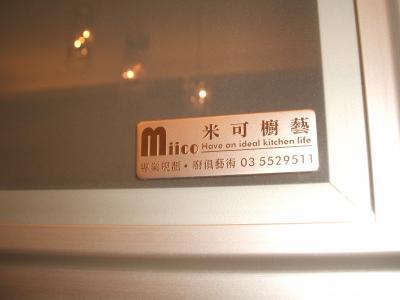 miico 米可櫥藝
Have an ideal kitchen life
專業規劃・廚俱藝術 03 5529511